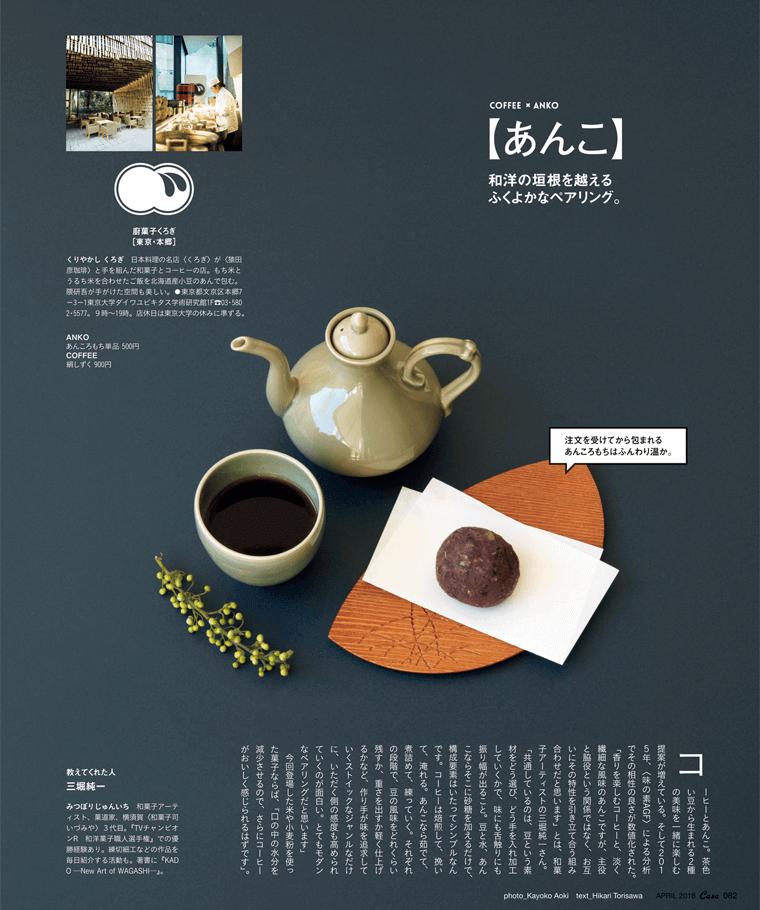 COFFEE × ANKO
【あんこ】
和洋の垣根を越える
ふくよかなペアリング。
廚菓子くろぎ
[東京・本郷]
くりやかし くろぎ　日本料理の名店〈くろぎ〉が〈猿田
彦珈琲〉と手を組んだ和菓子とコーヒーの店。もち米と
うるち米を合わせたご飯を北海道産小豆のあんで包む。
隈研吾が手がけた空間も美しい。●東京都文京区本郷7
−3−1東京大学ダイワユビキタス学術研究館1F☎03・580
2・5577。9時〜19時。店休日は東京大学の休みに準ずる。
ANKO
あんころもち単品 500円
COFFEE
絹しずく 900円
注文を受けてから包まれる
あんころもちはふんわり温か。
コ
ーヒーとあんこ。茶色
い豆から生まれる2種
の美味を一緒に楽しむ
提案が増えている。そして201
5年、〈味の素AGF〉による分析
でその相性の良さが数値化された。
「香りを楽しむコーヒーと、淡く
繊細な風味のあんこですが、主役
と脇役という関係ではなく、お互
いにその特性を引き立て合う組み
合わせだと思います」とは、和菓
子アーティストの三堀純一さん。
「共通しているのは、豆という素
材をどう選び、どう手を入れ加工
していくかで、味にも舌触りにも
振り幅が出ること。豆と水、あん
こならそこに砂糖を加えるだけで、
構成要素はいたってシンプルなん
です。コーヒーは焙煎して、挽い
て、淹れる。あんこなら茹でて、
煮詰めて、練っていく。それぞれ
の段階で、豆の風味をどれくらい
残すか、重さを出すか軽く仕上げ
るかなど、作り手が味を追求して
いくストイックなジャンルなだけ
に、いただく側の感度も高められ
ていくのが面白い。とてもモダン
なペアリングだと思います」
　今回登場した米や小麦粉を使っ
た菓子ならば、「口の中の水分を
減少させるので、さらにコーヒー
がおいしく感じられるはずです」。
教えてくれた人
三堀純一
みつぼりじゅんいち　和菓子アーテ
ィスト、菓道家、横須賀〈和菓子司
いづみや〉3代目。『TVチャンピオ
ンR　和洋菓子職人選手権』での優
勝経験あり。練切細工などの作品を
毎日紹介する活動も。著書に『KAD
O ―New Art of WAGASHI―』。
photo_Kayoko Aoki　text_Hikari Torisawa
APRIL 2018 Casa 082